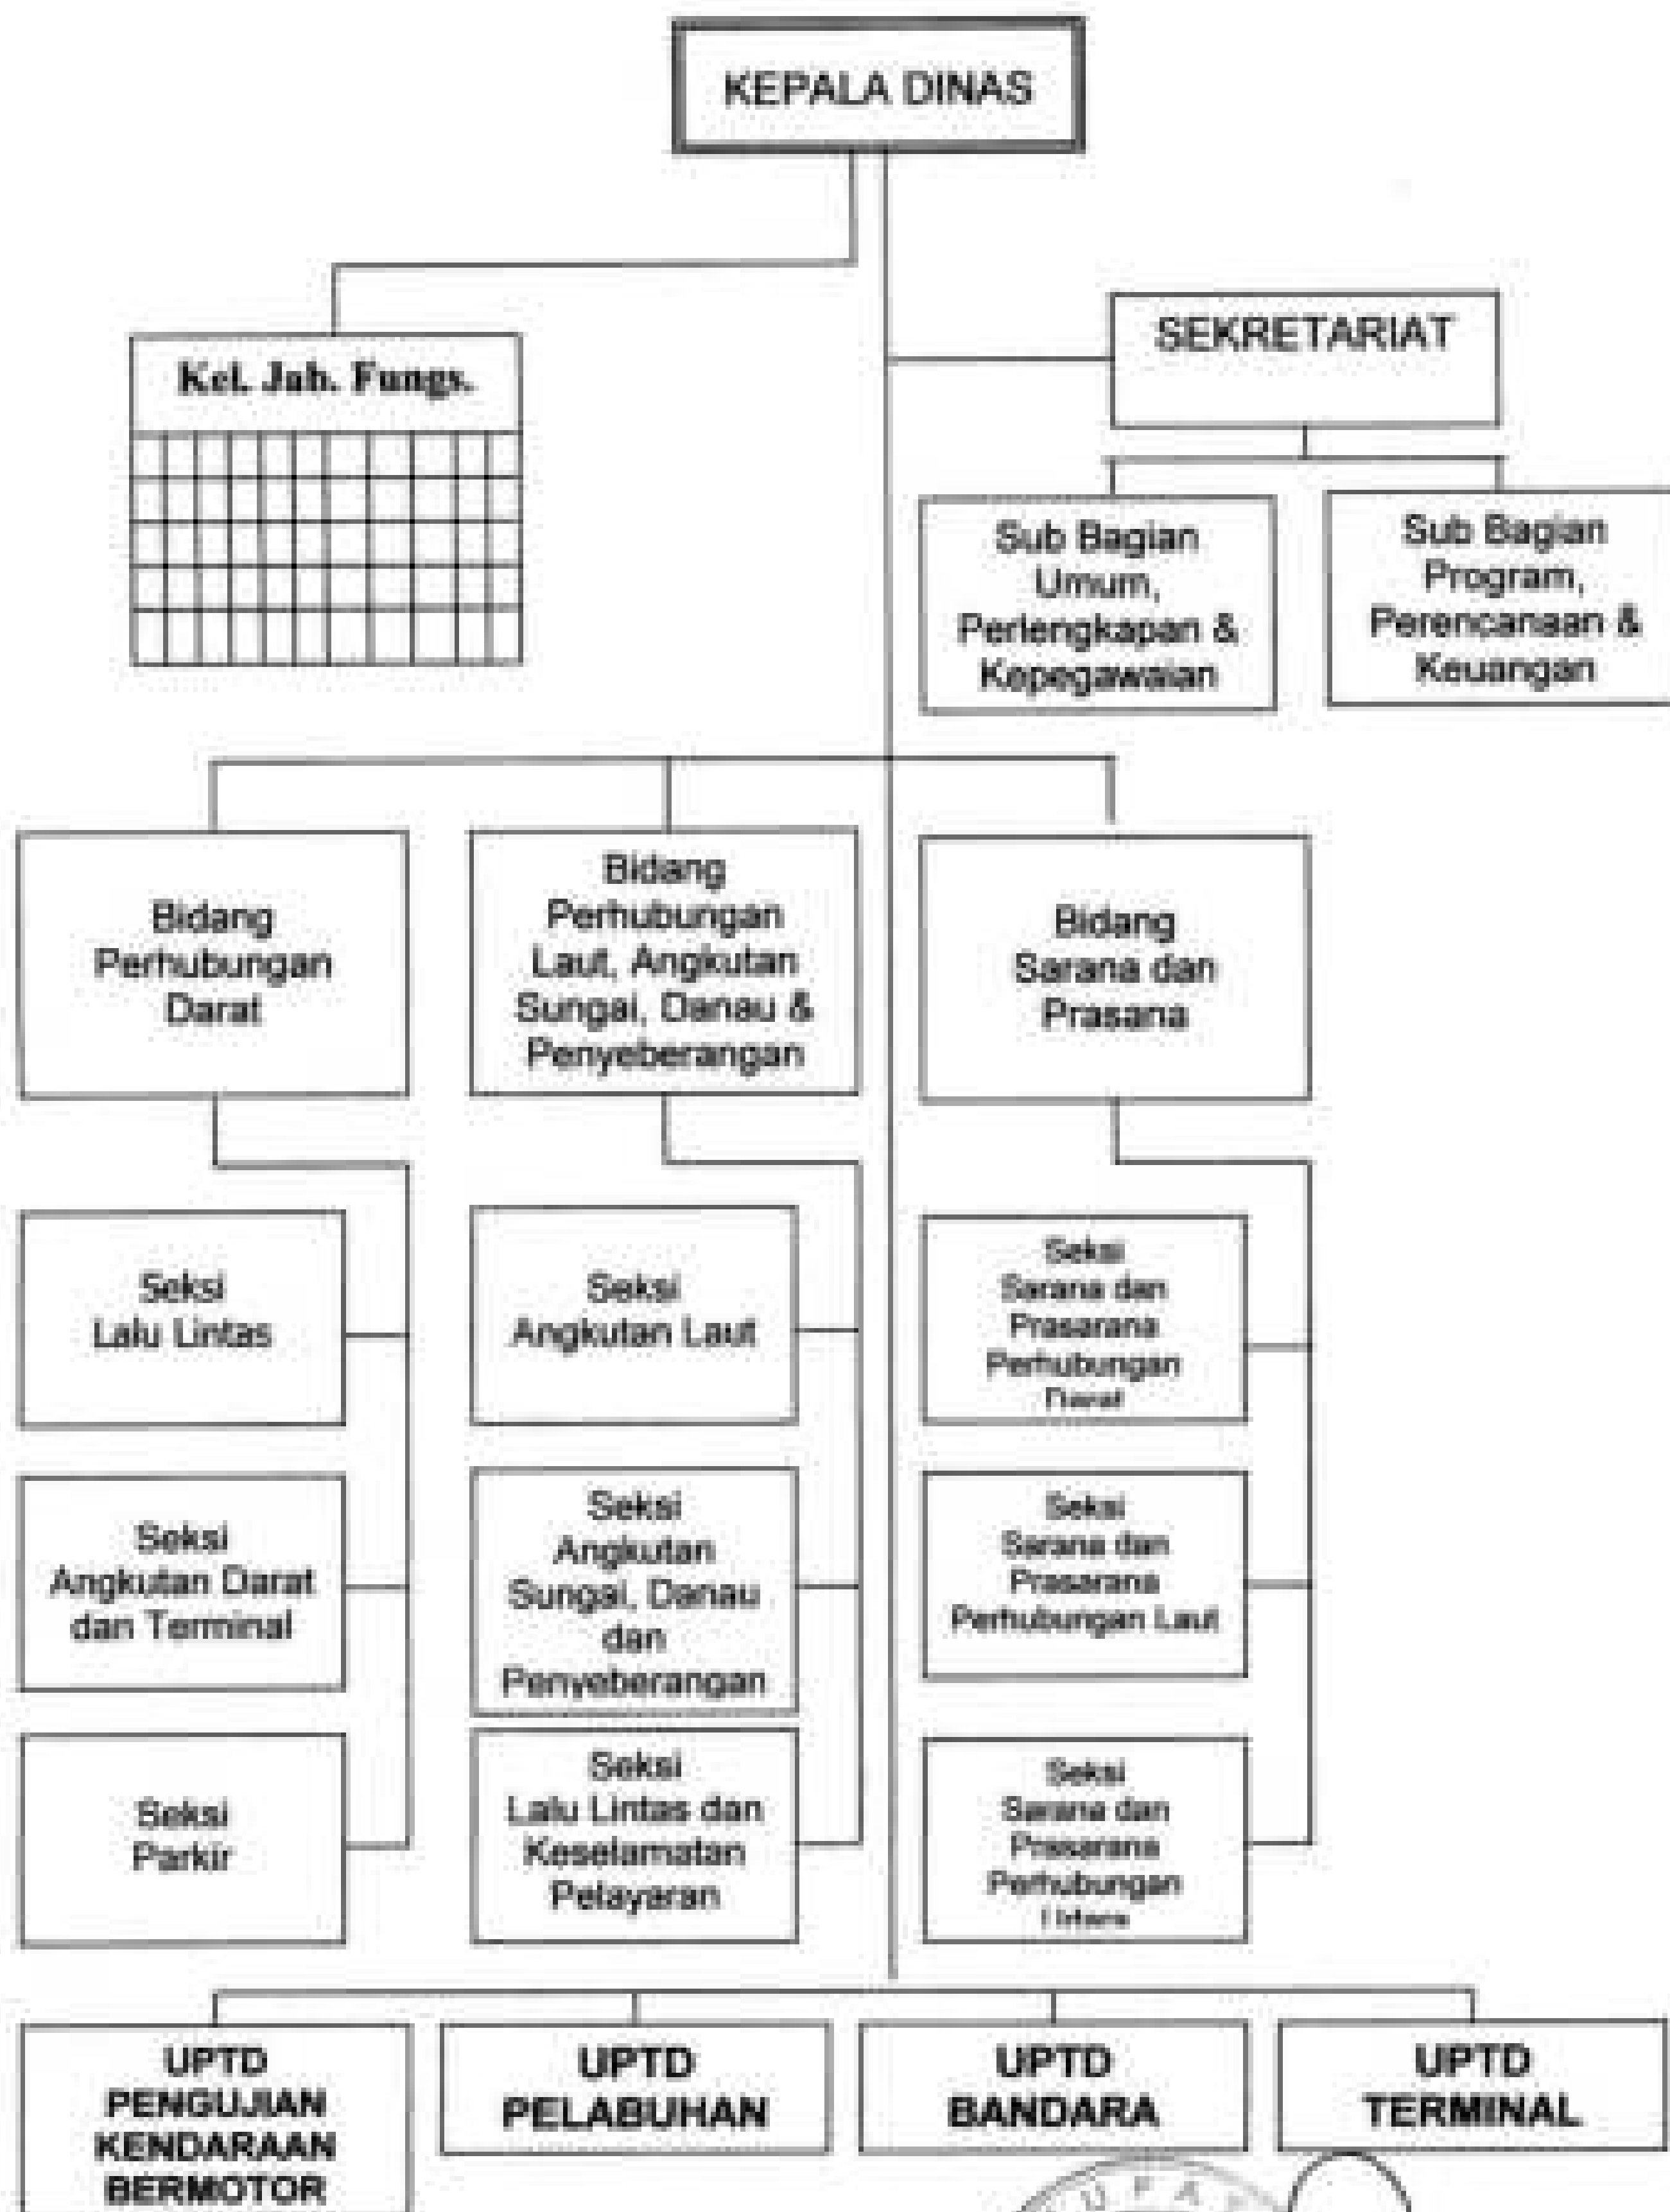 KEPALA DINAS
SEKRETARIAT
Kel. Jab. Fungs.
Sub Bagian
Umum,
Perlengkapan &
Kepegawaian
Sub Bagian
Program,
Perencanaan &
Keuangan
Bidang
Perhubungan
Darat
Bidang
Perhubungan
Laut, Angkutan
Sungai, Danau &
Penyeberangan
Bidang
Sarana dan
Prasana
Seksi
Lalu Lintas
Seksi
Angkutan Laut
Seksi
Sarana dan
Prasarana
Perhubungan
Darat
Seksi
Angkutan Darat
dan Terminal
Seksi
Angkutan
Sungai, Danau
dan
Penyeberangan
Seksi
Sarana dan
Prasarana
Perhubungan Laut
Seksi
Parkir
Seksi
Lalu Lintas dan
Keselamatan
Pelayaran
Seksi
Sarana dan
Prasarana
Perhubungan
Udara
UPTD
PENGUJIAN
KENDARAAN
BERMOTOR
UPTD
PELABUHAN
UPTD
BANDARA
UPTD
TERMINAL